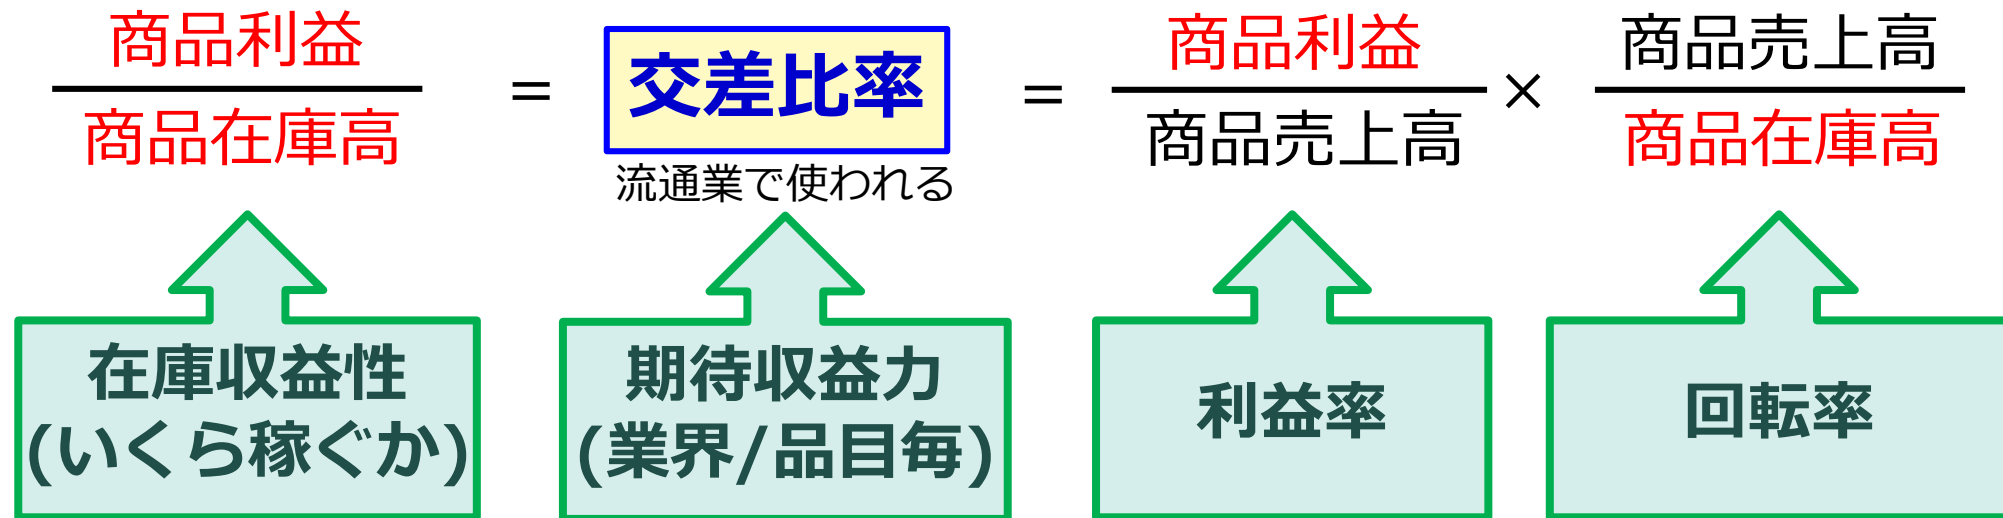 商品利益
商品在庫高
=
交差比率
流通業で使われる
=
商品利益
商品売上高
×
商品売上高
商品在庫高
在庫収益性
(いくら稼ぐか)
期待収益力
(業界/品目毎)
利益率
回転率